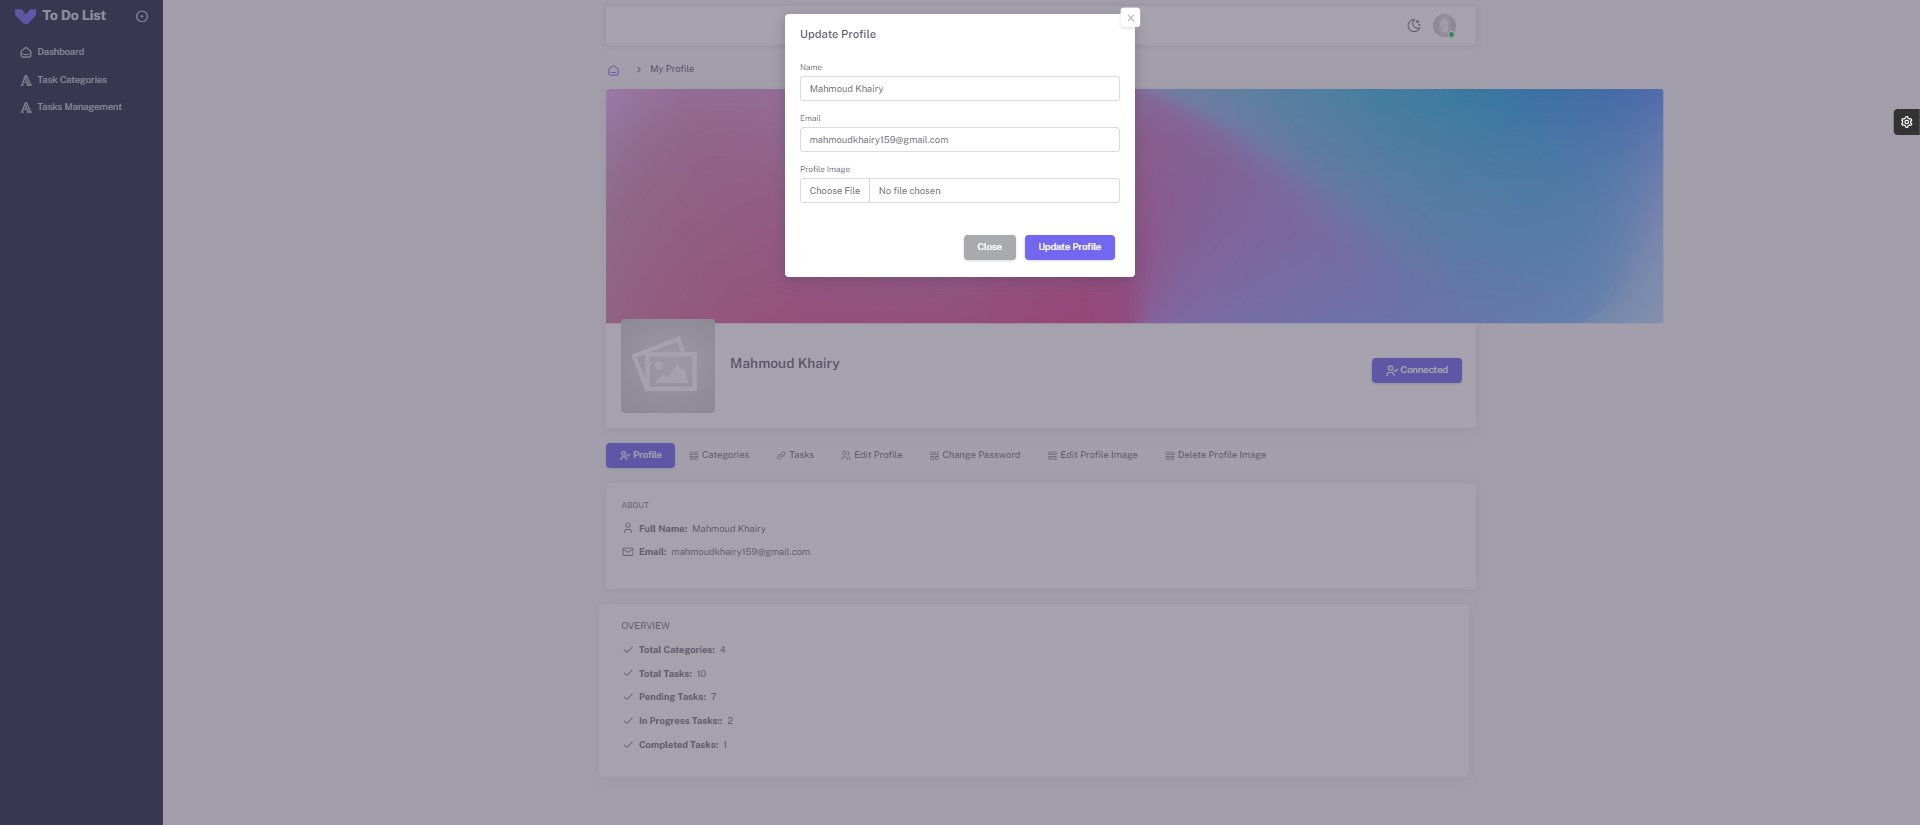 To Do List
Dashboard
Task Categories
Tasks Management
Update Profile
Name
Mahmoud Khairy
Email
mahmoudkhairy159@gmail.com
Profile Image
Choose File No file chosen
Close Update Profile
My Profile
Mahmoud Khairy
Connected
Profile Categories Tasks Edit Profile Change Password Edit Profile Image Delete Profile Image
ABOUT
Full Name: Mahmoud Khairy
Email: mahmoudkhairy159@gmail.com
OVERVIEW
Total Categories: 4
Total Tasks: 10
Pending Tasks: 7
In Progress Tasks:: 2
Completed Tasks: 1